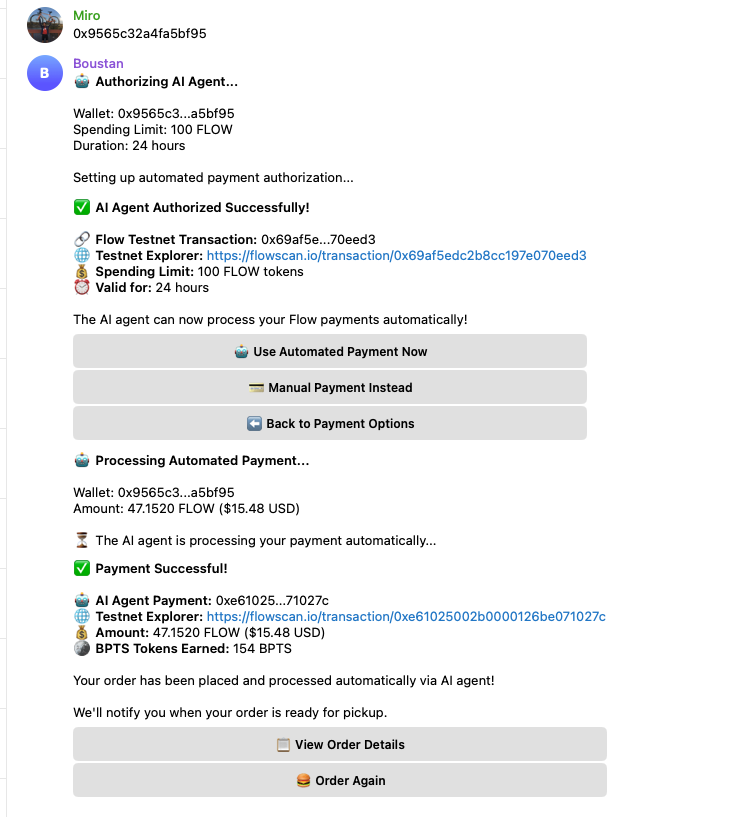 Miro
0x9565c32a4fa5bf95
B
Boustan
🤖 Authorizing AI Agent...
Wallet: 0x9565c3...a5bf95
Spending Limit: 100 FLOW
Duration: 24 hours
Setting up automated payment authorization...
✅ AI Agent Authorized Successfully!
🔗 Flow Testnet Transaction: 0x69af5e...70eed3
🌐 Testnet Explorer: https://flowscan.io/transaction/0x69af5edc2b8cc197e070eed3
💰 Spending Limit: 100 FLOW tokens
⏰ Valid for: 24 hours
The AI agent can now process your Flow payments automatically!
🤖 Use Automated Payment Now
💳 Manual Payment Instead
⬅️ Back to Payment Options
🤖 Processing Automated Payment...
Wallet: 0x9565c3...a5bf95
Amount: 47.1520 FLOW ($15.48 USD)
⏳ The AI agent is processing your payment automatically...
✅ Payment Successful!
🤖 AI Agent Payment: 0xe61025...71027c
🌐 Testnet Explorer: https://flowscan.io/transaction/0xe61025002b0000126be071027c
💰 Amount: 47.1520 FLOW ($15.48 USD)
🪙 BPTS Tokens Earned: 154 BPTS
Your order has been placed and processed automatically via AI agent!
We'll notify you when your order is ready for pickup.
📋 View Order Details
🍔 Order Again